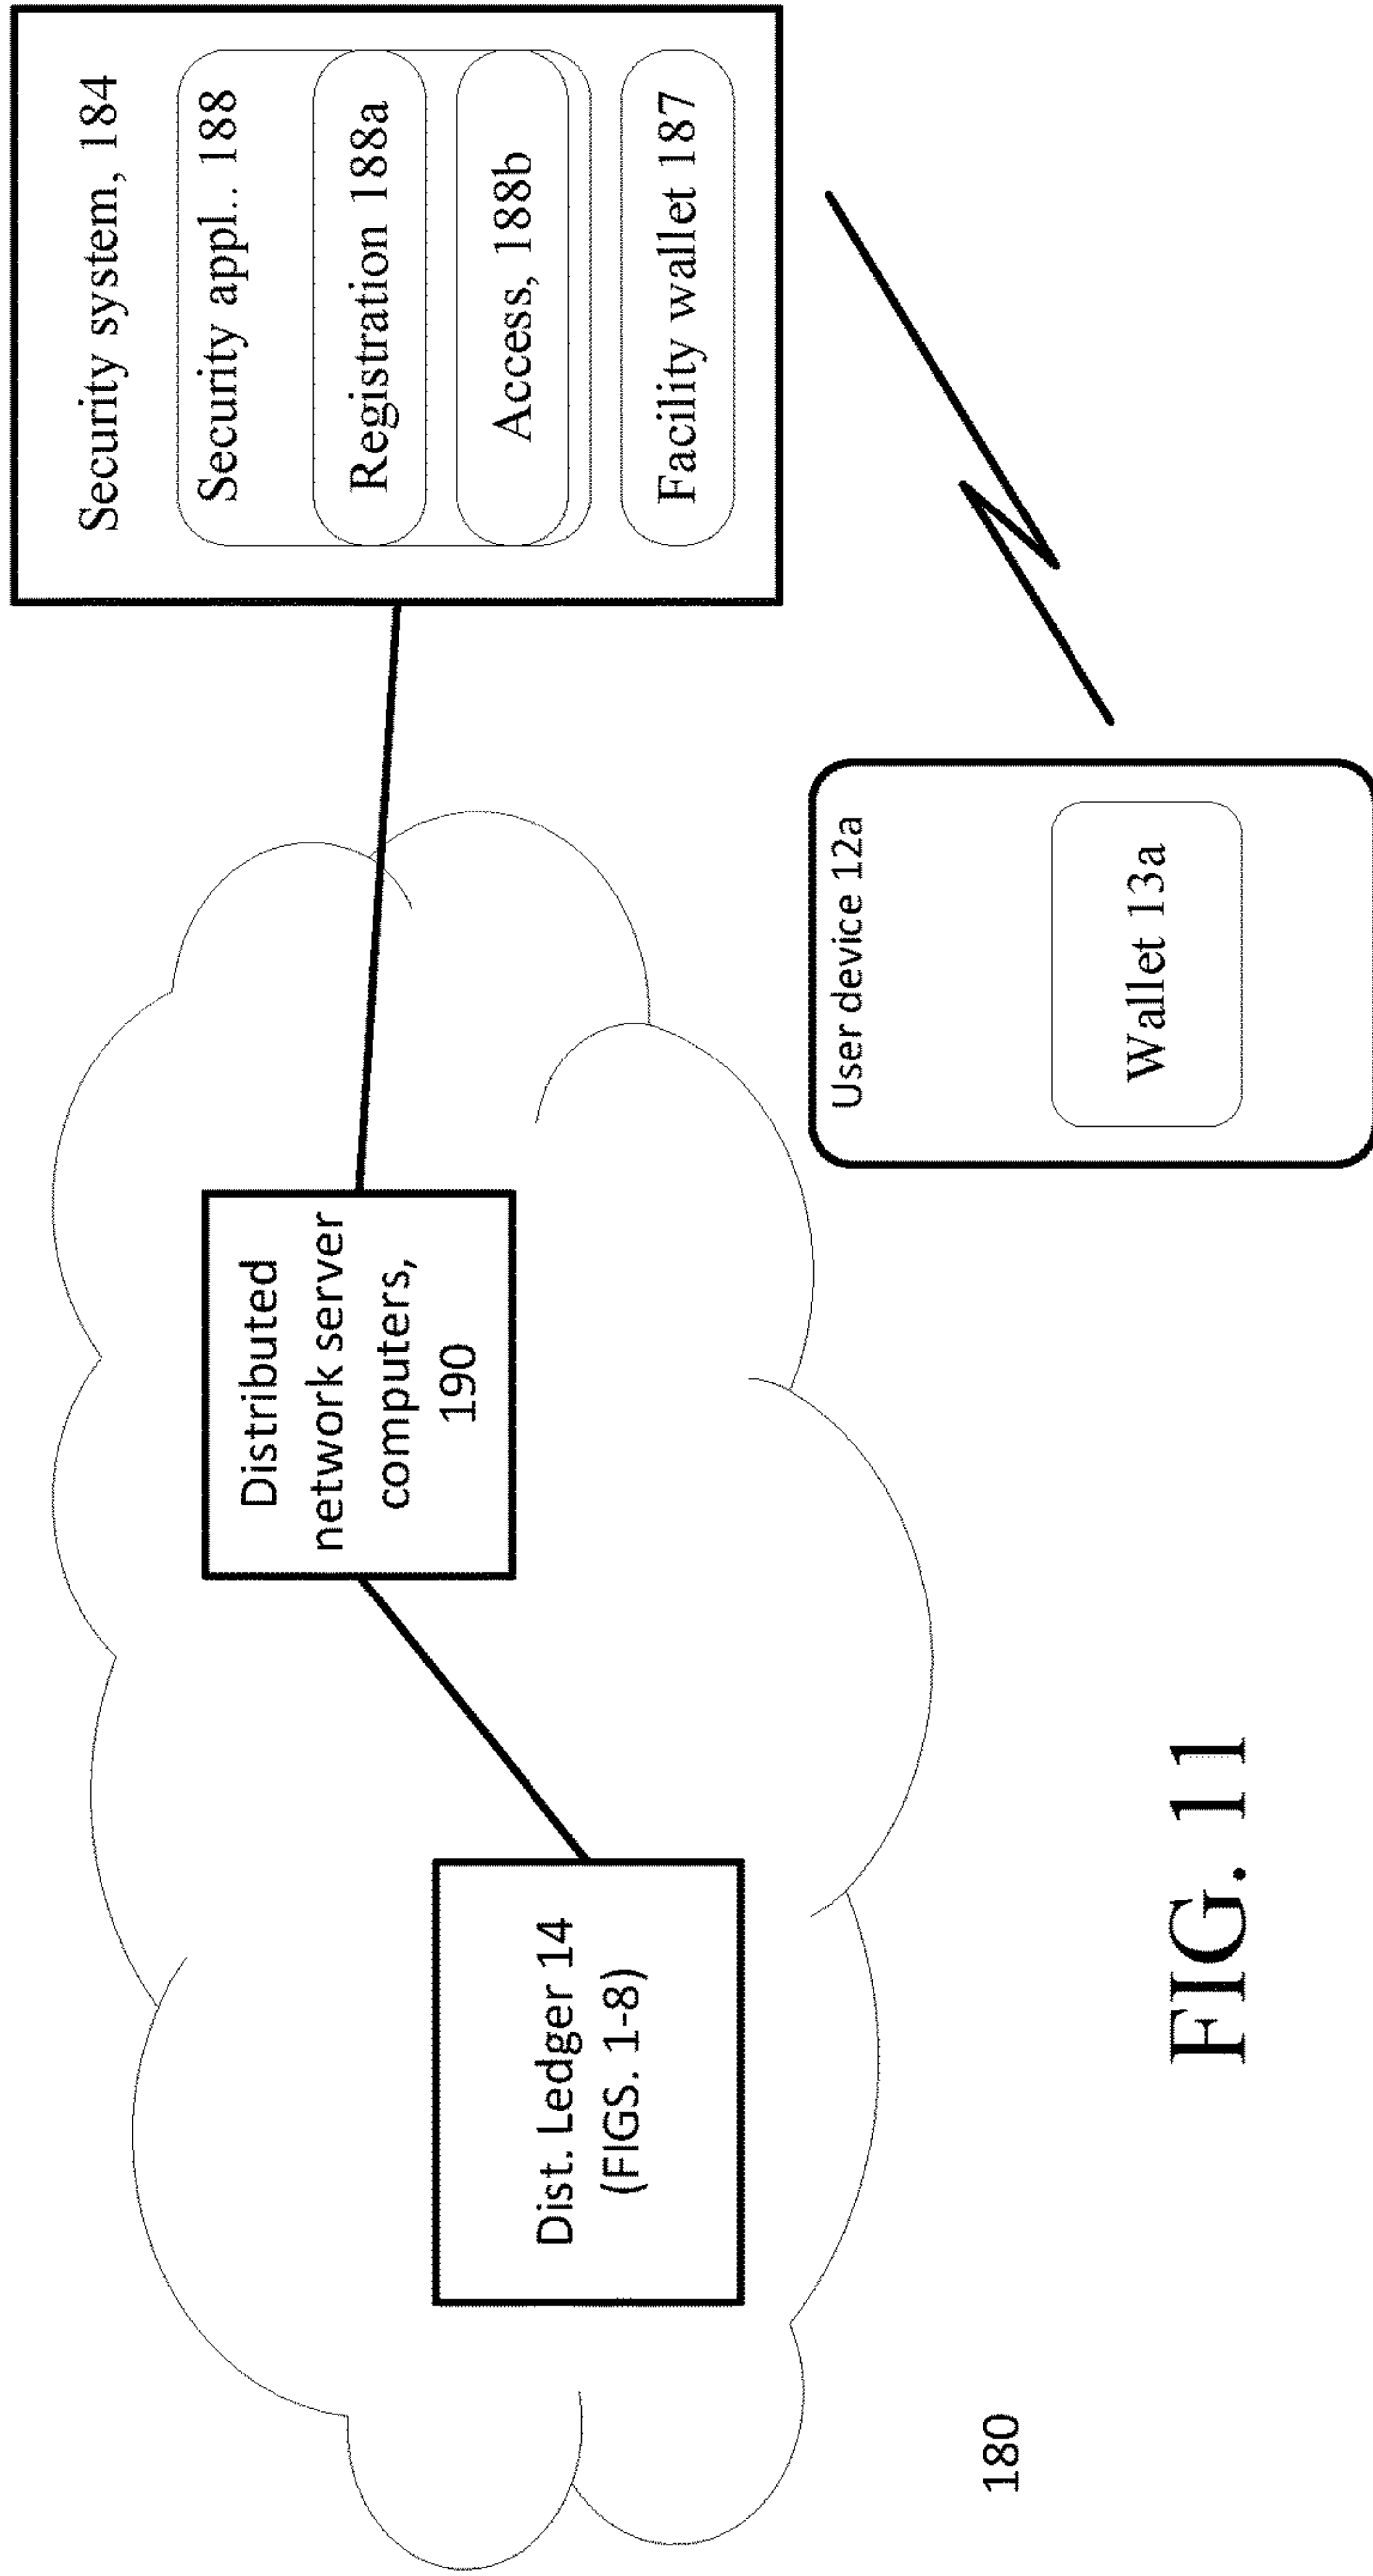 Security system, 184
Security appl.. 188
Registration 188a
Access, 188b
Facility wallet 187
Distributed
network server
computers,
190
Dist. Ledger 14
(FIGS. 1-8)
User device 12a
Wallet 13a
180
FIG. 11